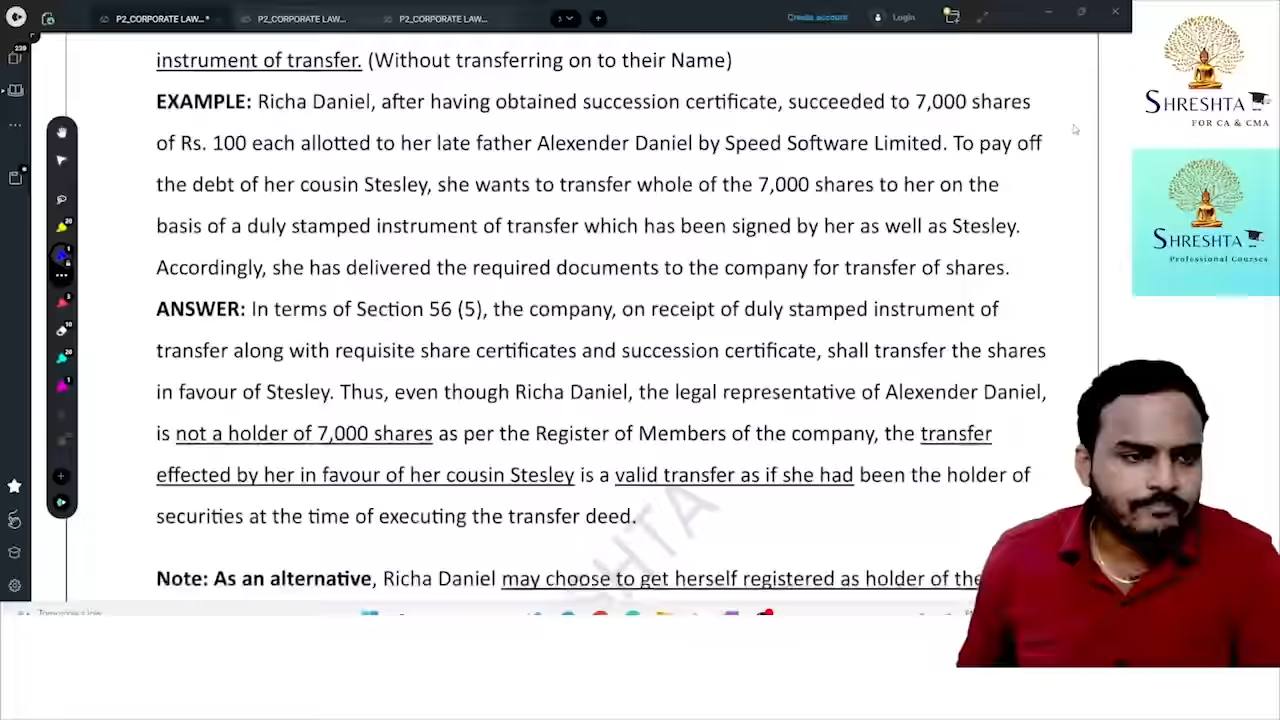 P2_CORPORATE LAW...*
P2_CORPORATE LAW...
P2_CORPORATE LAW...
3
Create account
Login
239
instrument of transfer. (Without transferring on to their Name)
EXAMPLE: Richa Daniel, after having obtained succession certificate, succeeded to 7,000 shares
of Rs. 100 each allotted to her late father Alexender Daniel by Speed Software Limited. To pay off
the debt of her cousin Stesley, she wants to transfer whole of the 7,000 shares to her on the
basis of a duly stamped instrument of transfer which has been signed by her as well as Stesley.
Accordingly, she has delivered the required documents to the company for transfer of shares.
ANSWER: In terms of Section 56 (5), the company, on receipt of duly stamped instrument of
transfer along with requisite share certificates and succession certificate, shall transfer the shares
in favour of Stesley. Thus, even though Richa Daniel, the legal representative of Alexender Daniel,
is not a holder of 7,000 shares as per the Register of Members of the company, the transfer
effected by her in favour of her cousin Stesley is a valid transfer as if she had been the holder of
securities at the time of executing the transfer deed.
Note: As an alternative, Richa Daniel may choose to get herself registered as holder of the
SHRESHTA
FOR CA & CMA
SHRESHTA
Professional Courses
20
1
3
10
20
1
HTA